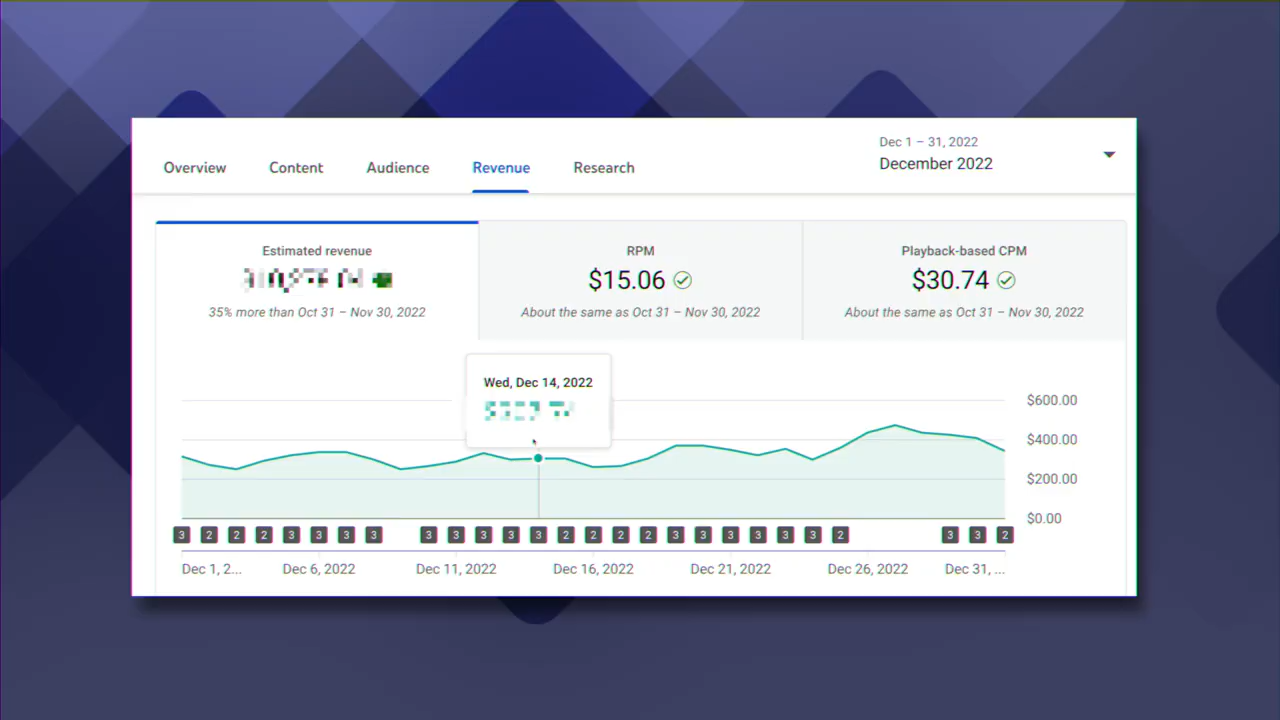 Dec 1 – 31, 2022
Overview Content Audience Revenue Research December 2022
Estimated revenue RPM Playback-based CPM
$15.06 $30.74
35% more than Oct 31 – Nov 30, 2022 About the same as Oct 31 – Nov 30, 2022 About the same as Oct 31 – Nov 30, 2022
Wed, Dec 14, 2022
$600.00
$400.00
$200.00
$0.00
3 2 2 2 3 3 3 3 3 3 3 3 3 2 2 2 2 2 3 3 3 3 3 3 2 3 3 2
Dec 1, 2... Dec 6, 2022 Dec 11, 2022 Dec 16, 2022 Dec 21, 2022 Dec 26, 2022 Dec 31, ...